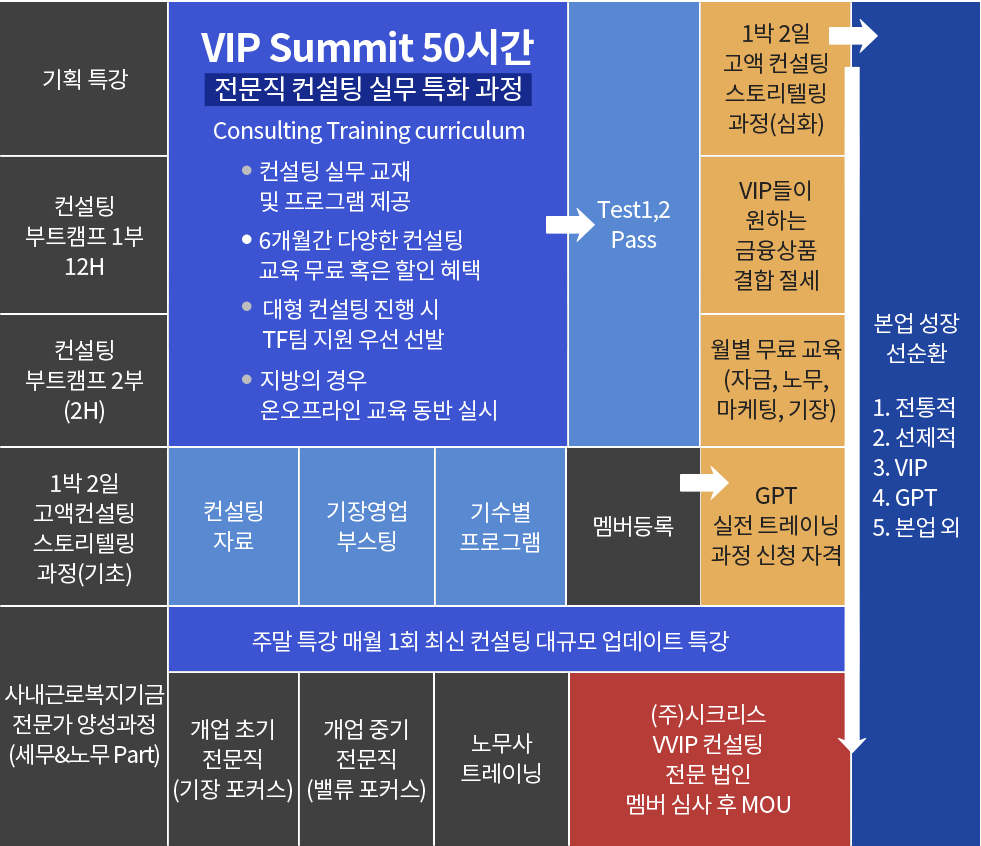 기획 특강
컨설팅
부트캠프 1부
12H
컨설팅
부트캠프 2부
(2H)
1박 2일
고액컨설팅
스토리텔링
과정(기초)
사내근로복지기금
전문가 양성과정
(세무&노무 Part)
VIP Summit 50시간
전문직 컨설팅 실무 특화 과정
Consulting Training curriculum
컨설팅 실무 교재
및 프로그램 제공
6개월간 다양한 컨설팅
교육 무료 혹은 할인 혜택
대형 컨설팅 진행 시
TF팀 지원 우선 선발
지방의 경우
온오프라인 교육 동반 실시
Test1,2
Pass
1박 2일
고액 컨설팅
스토리텔링
과정(심화)
VIP들이
원하는
금융상품
결합 절세
월별 무료 교육
(자금, 노무,
마케팅, 기장)
컨설팅
자료
기장영업
부스팅
기수별
프로그램
멤버등록
GPT
실전 트레이닝
과정 신청 자격
주말 특강 매월 1회 최신 컨설팅 대규모 업데이트 특강
개업 초기
전문직
(기장 포커스)
개업 중기
전문직
(밸류 포커스)
노무사
트레이닝
(주)시크리스
VVIP 컨설팅
전문 법인
멤버 심사 후 MOU
본업 성장
선순환
1. 전통적
2. 선제적
3. VIP
4. GPT
5. 본업 외